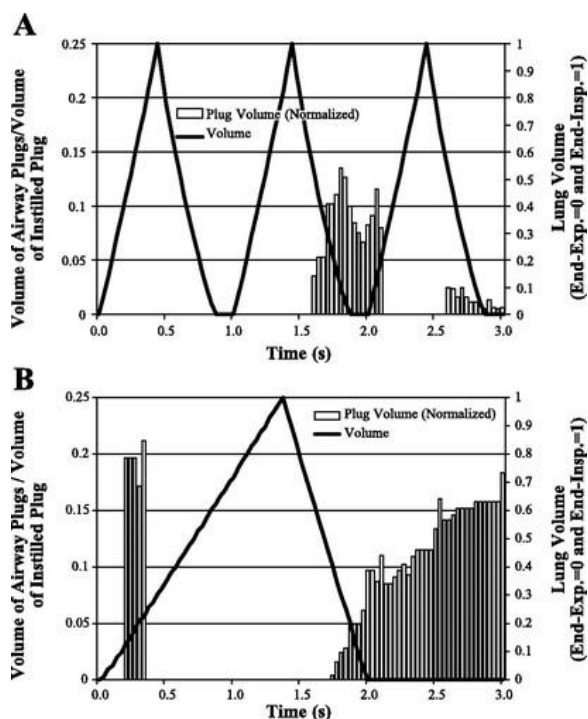 A
Volume of Airway Plugs/Volume
of Instilled Plug
0.25
0.2
0.15
0.1
0.05
0
Plug Volume (Normalized)
Volume
1
0.9
0.8
0.7
0.6
0.5
0.4
0.3
0.2
0.1
0
Lung Volume
(End-Exp.=0 and End-Insp.=1)
0.0 0.5 1.0 1.5 2.0 2.5 3.0
Time (s)
B
Volume of Airway Plugs / Volume
of Instilled Plug
0.25
0.2
0.15
0.1
0.05
0
Plug Volume (Normalized)
Volume
1
0.9
0.8
0.7
0.6
0.5
0.4
0.3
0.2
0.1
0
Lung Volume
(End-Exp.=0 and End-Insp.=1)
0.0 0.5 1.0 1.5 2.0 2.5 3.0
Time (s)